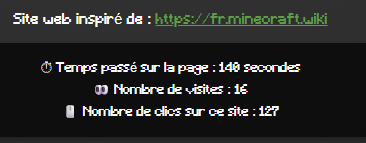 Site web inspiré de : https://fr.minecraft.wiki
⏱ Temps passé sur la page : 140 secondes
👀 Nombre de visites : 16
🖱 Nombre de clics sur ce site : 127